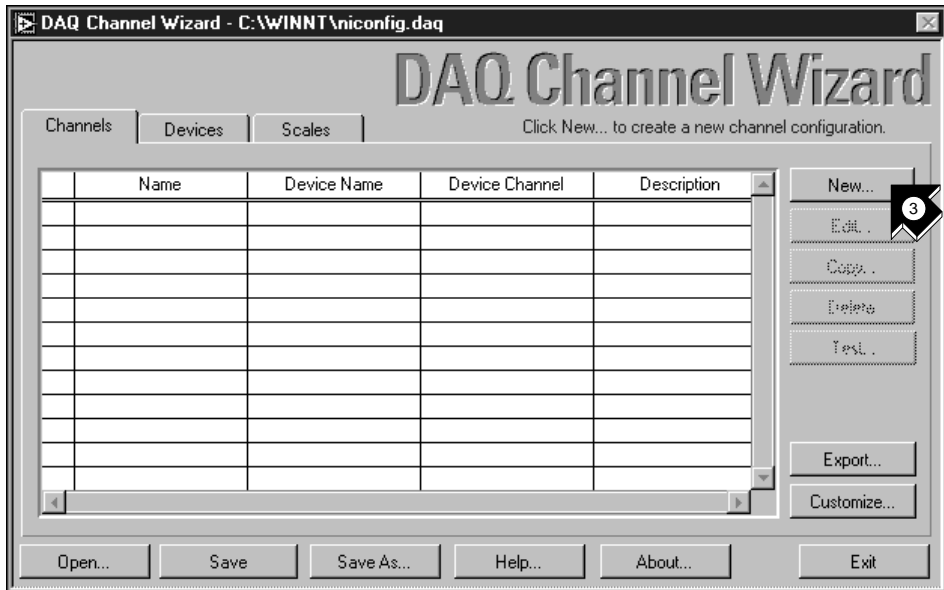 DAQ Channel Wizard - C:\WINNT\niconfig.daq
DAQ Channel Wizard
Channels Devices Scales
Click New... to create a new channel configuration.
Name Device Name Device Channel Description
New...
3
Edit...
Copy...
Delete
Test...
Export...
Customize...
Open... Save Save As... Help... About... Exit